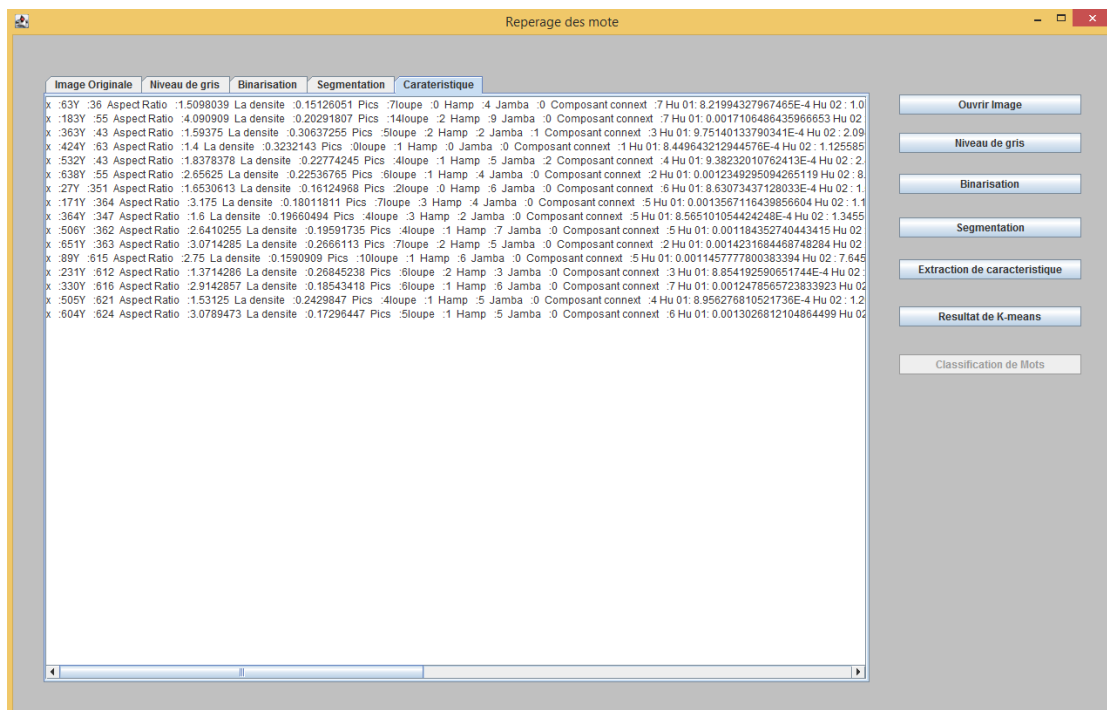 Reperage des mote
Image Originale Niveau de gris Binarisation Segmentation Carateristique
x :63Y :36 Aspect Ratio :1.5098039 La densite :0.15126051 Pics :7loupe :0 Hamp :4 Jamba :0 Composant connext :7 Hu 01: 8.21994327967465E-4 Hu 02 : 1.0
x :183Y :55 Aspect Ratio :4.090909 La densite :0.20291807 Pics :14loupe :2 Hamp :9 Jamba :0 Composant connext :7 Hu 01: 0.0017106486435966653 Hu 02
x :363Y :43 Aspect Ratio :1.59375 La densite :0.30637255 Pics :5loupe :2 Hamp :2 Jamba :1 Composant connext :3 Hu 01: 9.75140133790341E-4 Hu 02 : 2.09
x :424Y :63 Aspect Ratio :1.4 La densite :0.3232143 Pics :0loupe :1 Hamp :0 Jamba :0 Composant connext :1 Hu 01: 8.449643212944576E-4 Hu 02 : 1.125585
x :532Y :43 Aspect Ratio :1.8378378 La densite :0.22774245 Pics :4loupe :1 Hamp :5 Jamba :2 Composant connext :4 Hu 01: 9.38232010762413E-4 Hu 02 : 2.
x :638Y :55 Aspect Ratio :2.65625 La densite :0.22536765 Pics :6loupe :1 Hamp :4 Jamba :0 Composant connext :2 Hu 01: 0.0012349295094265119 Hu 02 : 8.
x :27Y :351 Aspect Ratio :1.6530613 La densite :0.16124968 Pics :2loupe :0 Hamp :6 Jamba :0 Composant connext :6 Hu 01: 8.63073437128033E-4 Hu 02 : 1.
x :171Y :364 Aspect Ratio :3.175 La densite :0.18011811 Pics :7loupe :3 Hamp :4 Jamba :0 Composant connext :5 Hu 01: 0.0013567116439856604 Hu 02 : 1.1
x :364Y :347 Aspect Ratio :1.6 La densite :0.19660494 Pics :4loupe :3 Hamp :2 Jamba :0 Composant connext :5 Hu 01: 8.565101054424248E-4 Hu 02 : 1.3455
x :506Y :362 Aspect Ratio :2.6410255 La densite :0.19591735 Pics :4loupe :1 Hamp :7 Jamba :0 Composant connext :5 Hu 01: 0.001184352740443415 Hu 02
x :651Y :363 Aspect Ratio :3.0714285 La densite :0.2666113 Pics :7loupe :2 Hamp :5 Jamba :0 Composant connext :2 Hu 01: 0.0014231684468748284 Hu 02
x :89Y :615 Aspect Ratio :2.75 La densite :0.1590909 Pics :10loupe :1 Hamp :6 Jamba :0 Composant connext :5 Hu 01: 0.0011457777800383394 Hu 02 : 7.645
x :231Y :612 Aspect Ratio :1.3714286 La densite :0.26845238 Pics :6loupe :2 Hamp :3 Jamba :0 Composant connext :3 Hu 01: 8.854192590651744E-4 Hu 02 :
x :330Y :616 Aspect Ratio :2.9142857 La densite :0.18543418 Pics :6loupe :1 Hamp :6 Jamba :0 Composant connext :7 Hu 01: 0.0012478565723833923 Hu 02
x :505Y :621 Aspect Ratio :1.53125 La densite :0.2429847 Pics :4loupe :1 Hamp :5 Jamba :0 Composant connext :4 Hu 01: 8.956276810521736E-4 Hu 02 : 1.2
x :604Y :624 Aspect Ratio :3.0789473 La densite :0.17296447 Pics :5loupe :1 Hamp :5 Jamba :0 Composant connext :6 Hu 01: 0.0013026812104864499 Hu 02
Ouvrir Image
Niveau de gris
Binarisation
Segmentation
Extraction de caracteristique
Resultat de K-means
Classification de Mots